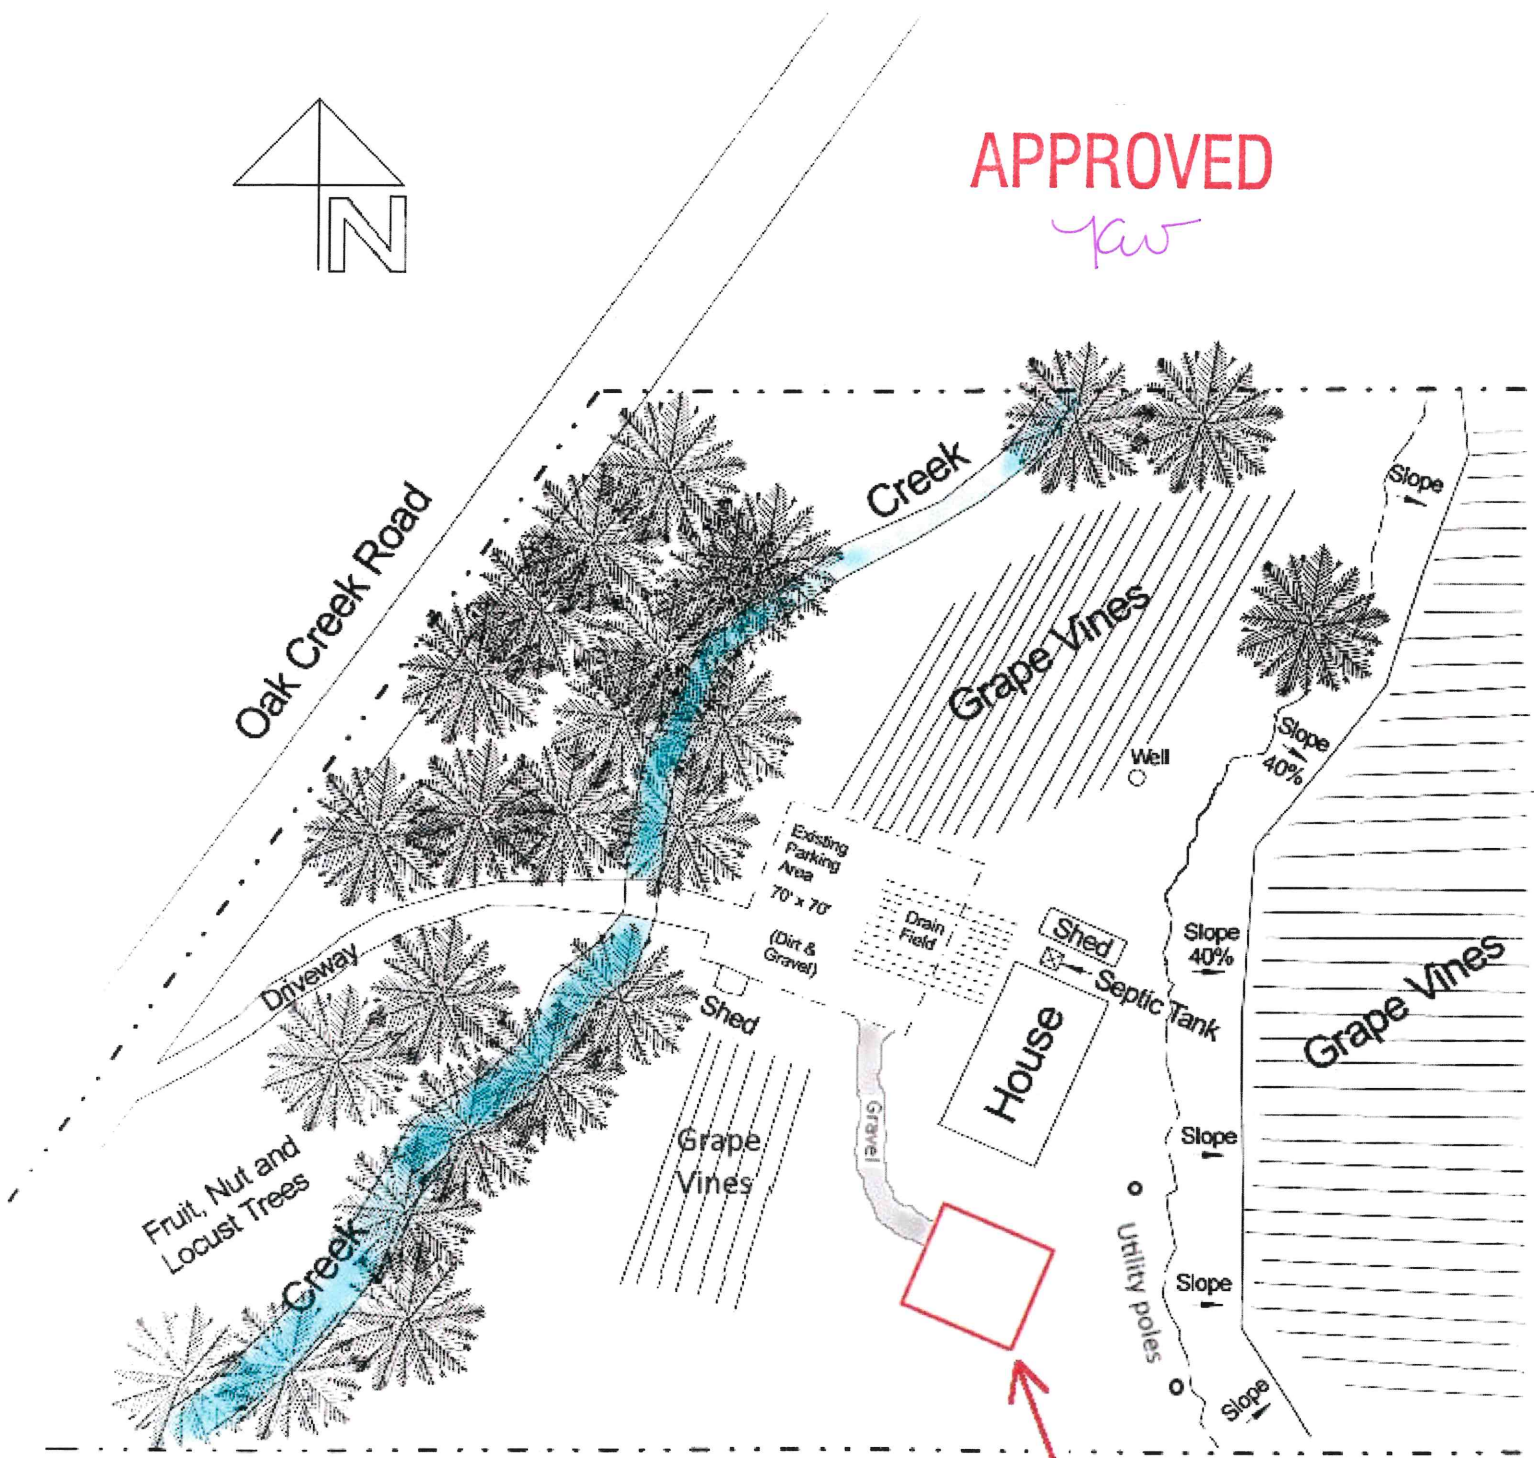 N
APPROVED
Kw
Oak Creek Road
Creek
Slope
Grape Vines
Slope
40%
Well
Existing
Parking
Area
70' x 70'
(Dirt &
Gravel)
Drain
Field
Shed
Slope
40%
Septic Tank
Driveway
Shed
House
Grape Vines
Gravel
Grape
Vines
Slope
Fruit, Nut and
Locust Trees
Creek
Utility poles
Slope
Slope